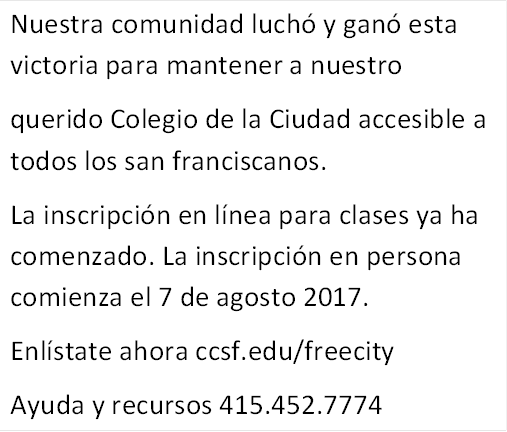 Nuestra comunidad luchó y ganó esta
victoria para mantener a nuestro
querido Colegio de la Ciudad accesible a
todos los san franciscanos.
La inscripción en línea para clases ya ha
comenzado. La inscripción en persona
comienza el 7 de agosto 2017.
Enlístate ahora ccsf.edu/freecity
Ayuda y recursos 415.452.7774